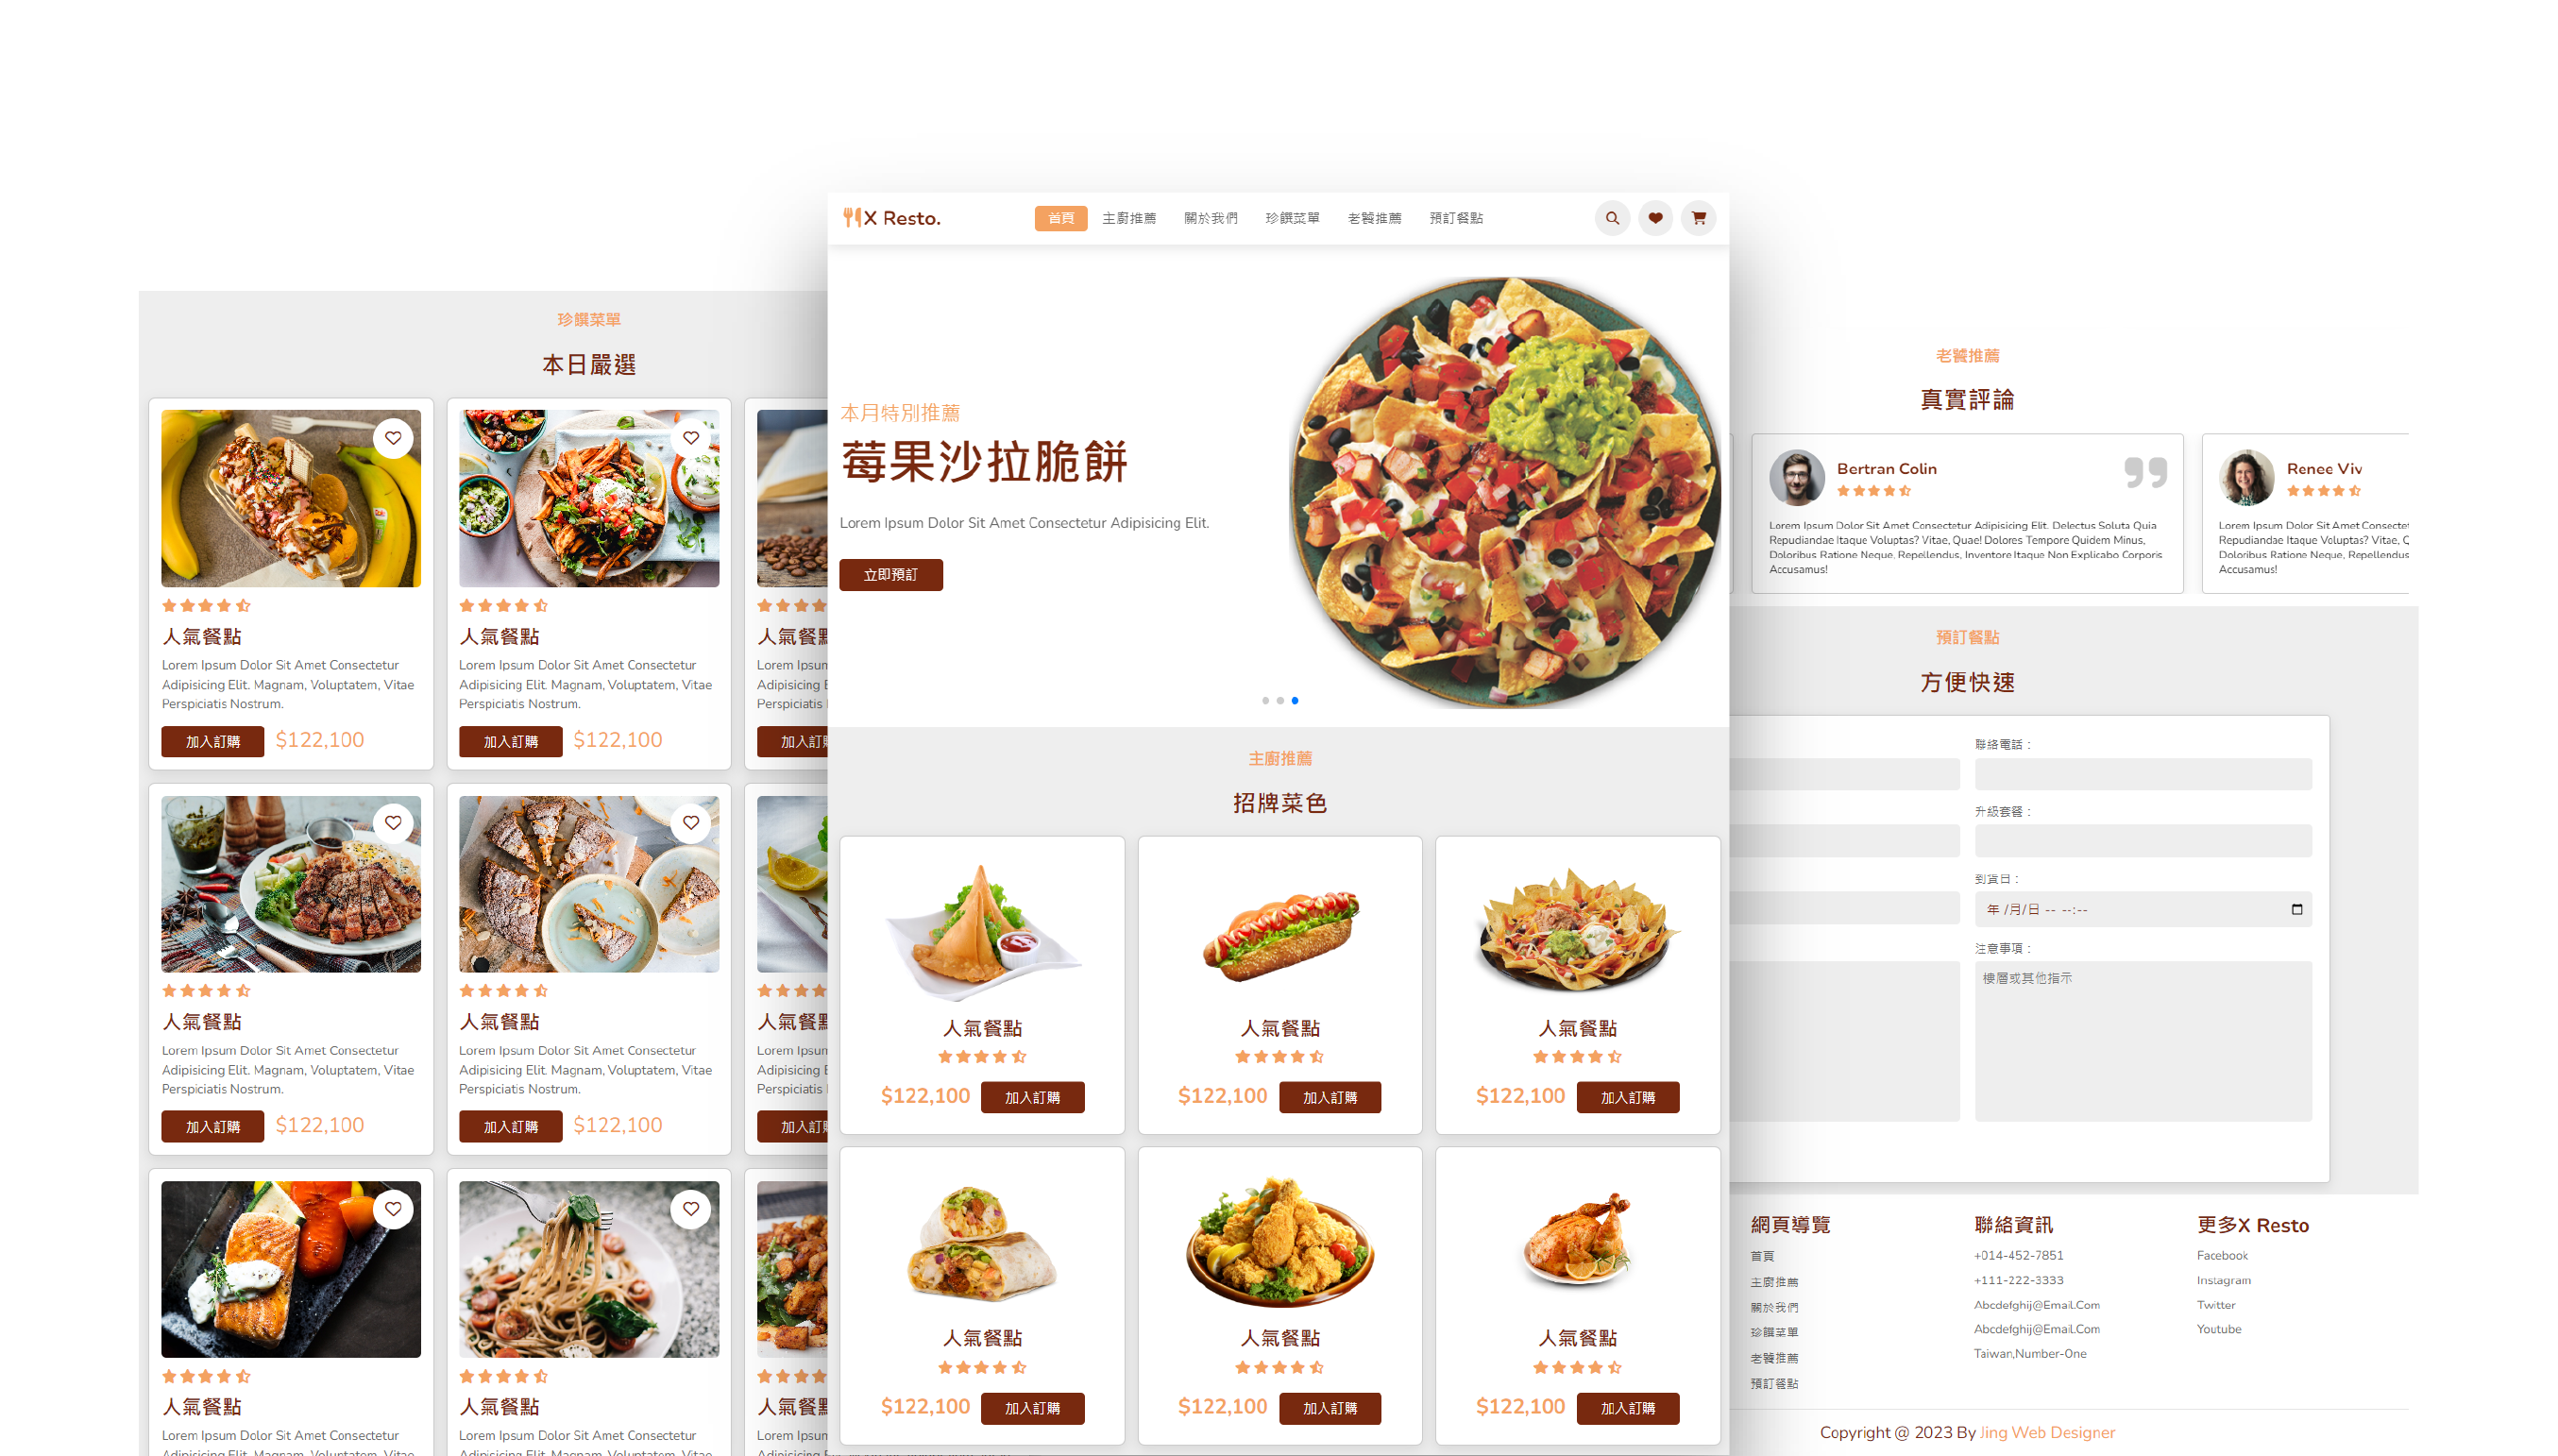 X Resto.
首頁 主廚推薦 關於我們 珍饌菜單 老饕推薦 預訂餐點
本月特別推薦
莓果沙拉脆餅
Lorem Ipsum Dolor Sit Amet Consectetur Adipisicing Elit.
立即預訂
主廚推薦
招牌菜色
人氣餐點
$122,100 加入訂購
人氣餐點
$122,100 加入訂購
人氣餐點
$122,100 加入訂購
人氣餐點
$122,100 加入訂購
人氣餐點
$122,100 加入訂購
人氣餐點
$122,100 加入訂購
珍饌菜單
本日嚴選
人氣餐點
Lorem Ipsum Dolor Sit Amet Consectetur
Adipisicing Elit. Magnam, Voluptatem, Vitae
Perspiciatis Nostrum.
加入訂購 $122,100
人氣餐點
Lorem Ipsum Dolor Sit Amet Consectetur
Adipisicing Elit. Magnam, Voluptatem, Vitae
Perspiciatis Nostrum.
加入訂購 $122,100
人氣餐
Lorem Ipsum
Adipisicing
Perspiciatis
加入訂
人氣餐點
Lorem Ipsum Dolor Sit Amet Consectetur
Adipisicing Elit. Magnam, Voluptatem, Vitae
Perspiciatis Nostrum.
加入訂購 $122,100
人氣餐點
Lorem Ipsum Dolor Sit Amet Consectetur
Adipisicing Elit. Magnam, Voluptatem, Vitae
Perspiciatis Nostrum.
加入訂購 $122,100
人氣餐
Lorem Ipsum
Adipisicing
Perspiciatis
加入訂
人氣餐點
Lorem Ipsum Dolor Sit Amet Consectetur
人氣餐點
Lorem Ipsum Dolor Sit Amet Consectetur
人氣餐
Lorem Ipsum
老饕推薦
真實評論
Bertran Colin
Lorem Ipsum Dolor Sit Amet Consectetur Adipisicing Elit. Delectus Soluta Quia
Repudiandae Itaque Voluptas? Vitae, Quae! Dolores Tempore Quidem Minus,
Doloribus Ratione Neque, Repellendus, Inventore Itaque Non Explicabo Corporis
Accusamus!
Renee Viv
Lorem Ipsum Dolor Sit Amet Consectet
Repudiandae Itaque Voluptas? Vitae, Q
Doloribus Ratione Neque, Repellendus
Accusamus!
預訂餐點
方便快速
聯絡電話：
升級套餐：
到貨日：
年 /月/日 -- --:--
注意事項：
樓層或其他指示
網頁導覽
首頁
主廚推薦
關於我們
珍饌菜單
老饕推薦
預訂餐點
聯絡資訊
+014-452-7851
+111-222-3333
Abcdefghij@Email.Com
Abcdefghij@Email.Com
Taiwan,Number-One
更多X Resto
Facebook
Instagram
Twitter
Youtube
Copyright @ 2023 By Jing Web Designer